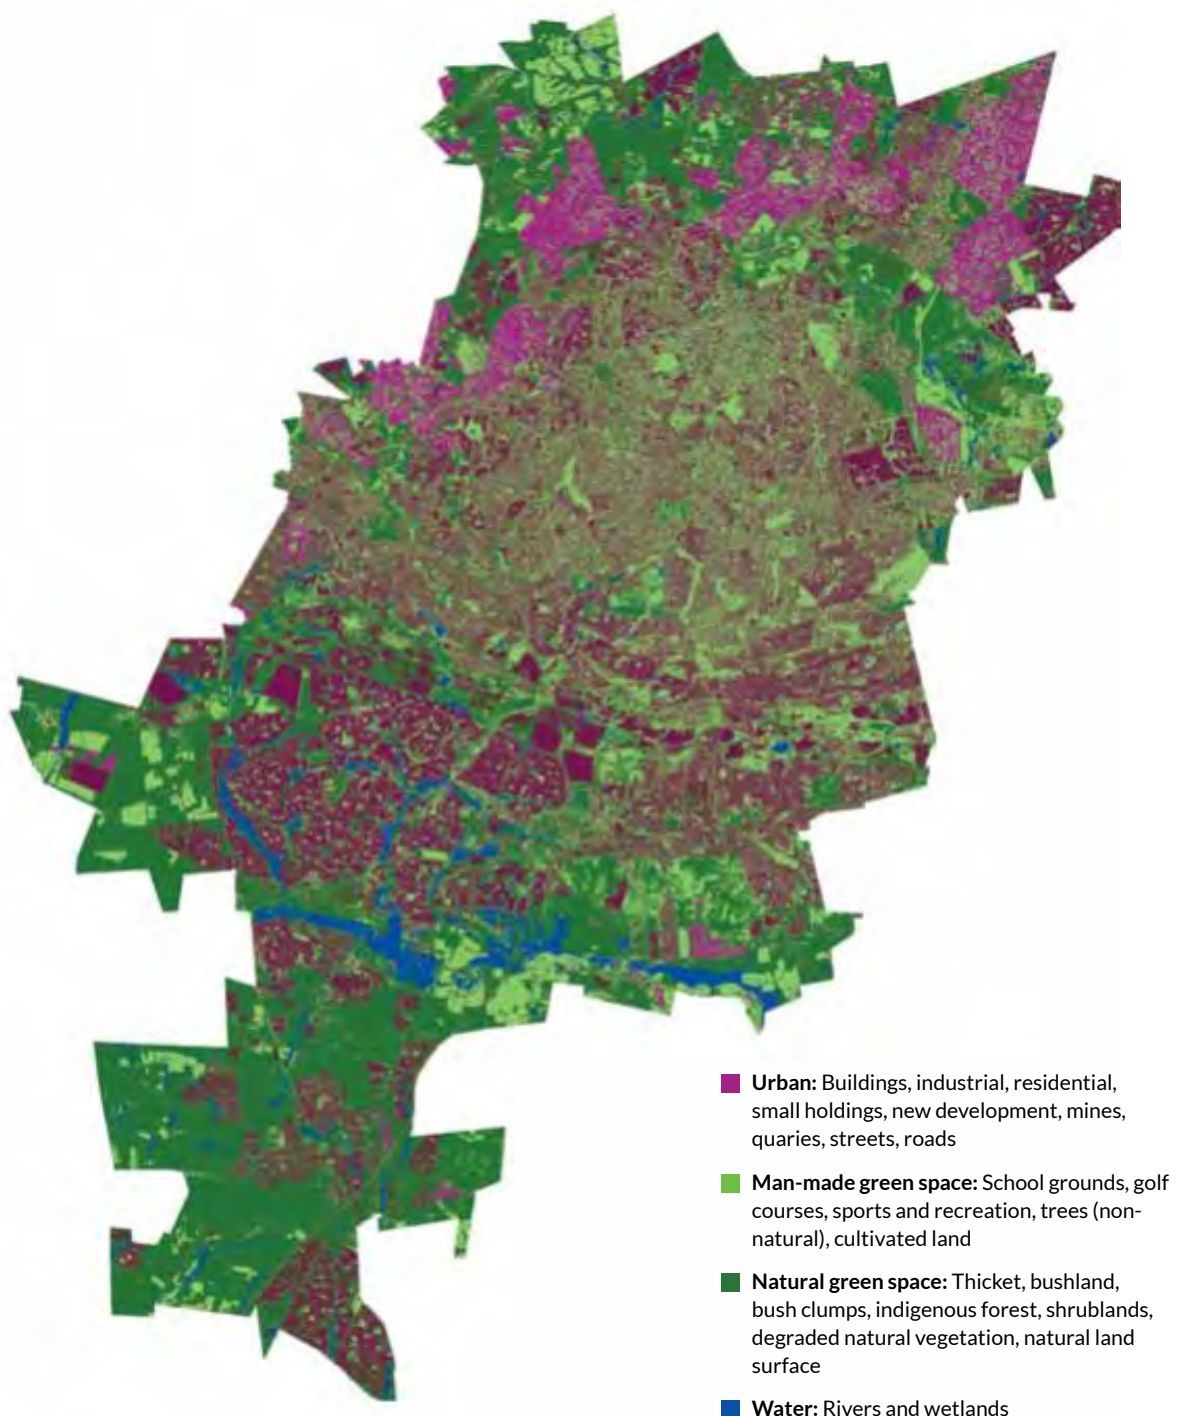 Urban: Buildings, industrial, residential,
small holdings, new development, mines,
quaries, streets, roads
Man-made green space: School grounds, golf
courses, sports and recreation, trees (non-
natural), cultivated land
Natural green space: Thicket, bushland,
bush clumps, indigenous forest, shrublands,
degraded natural vegetation, natural land
surface
Water: Rivers and wetlands